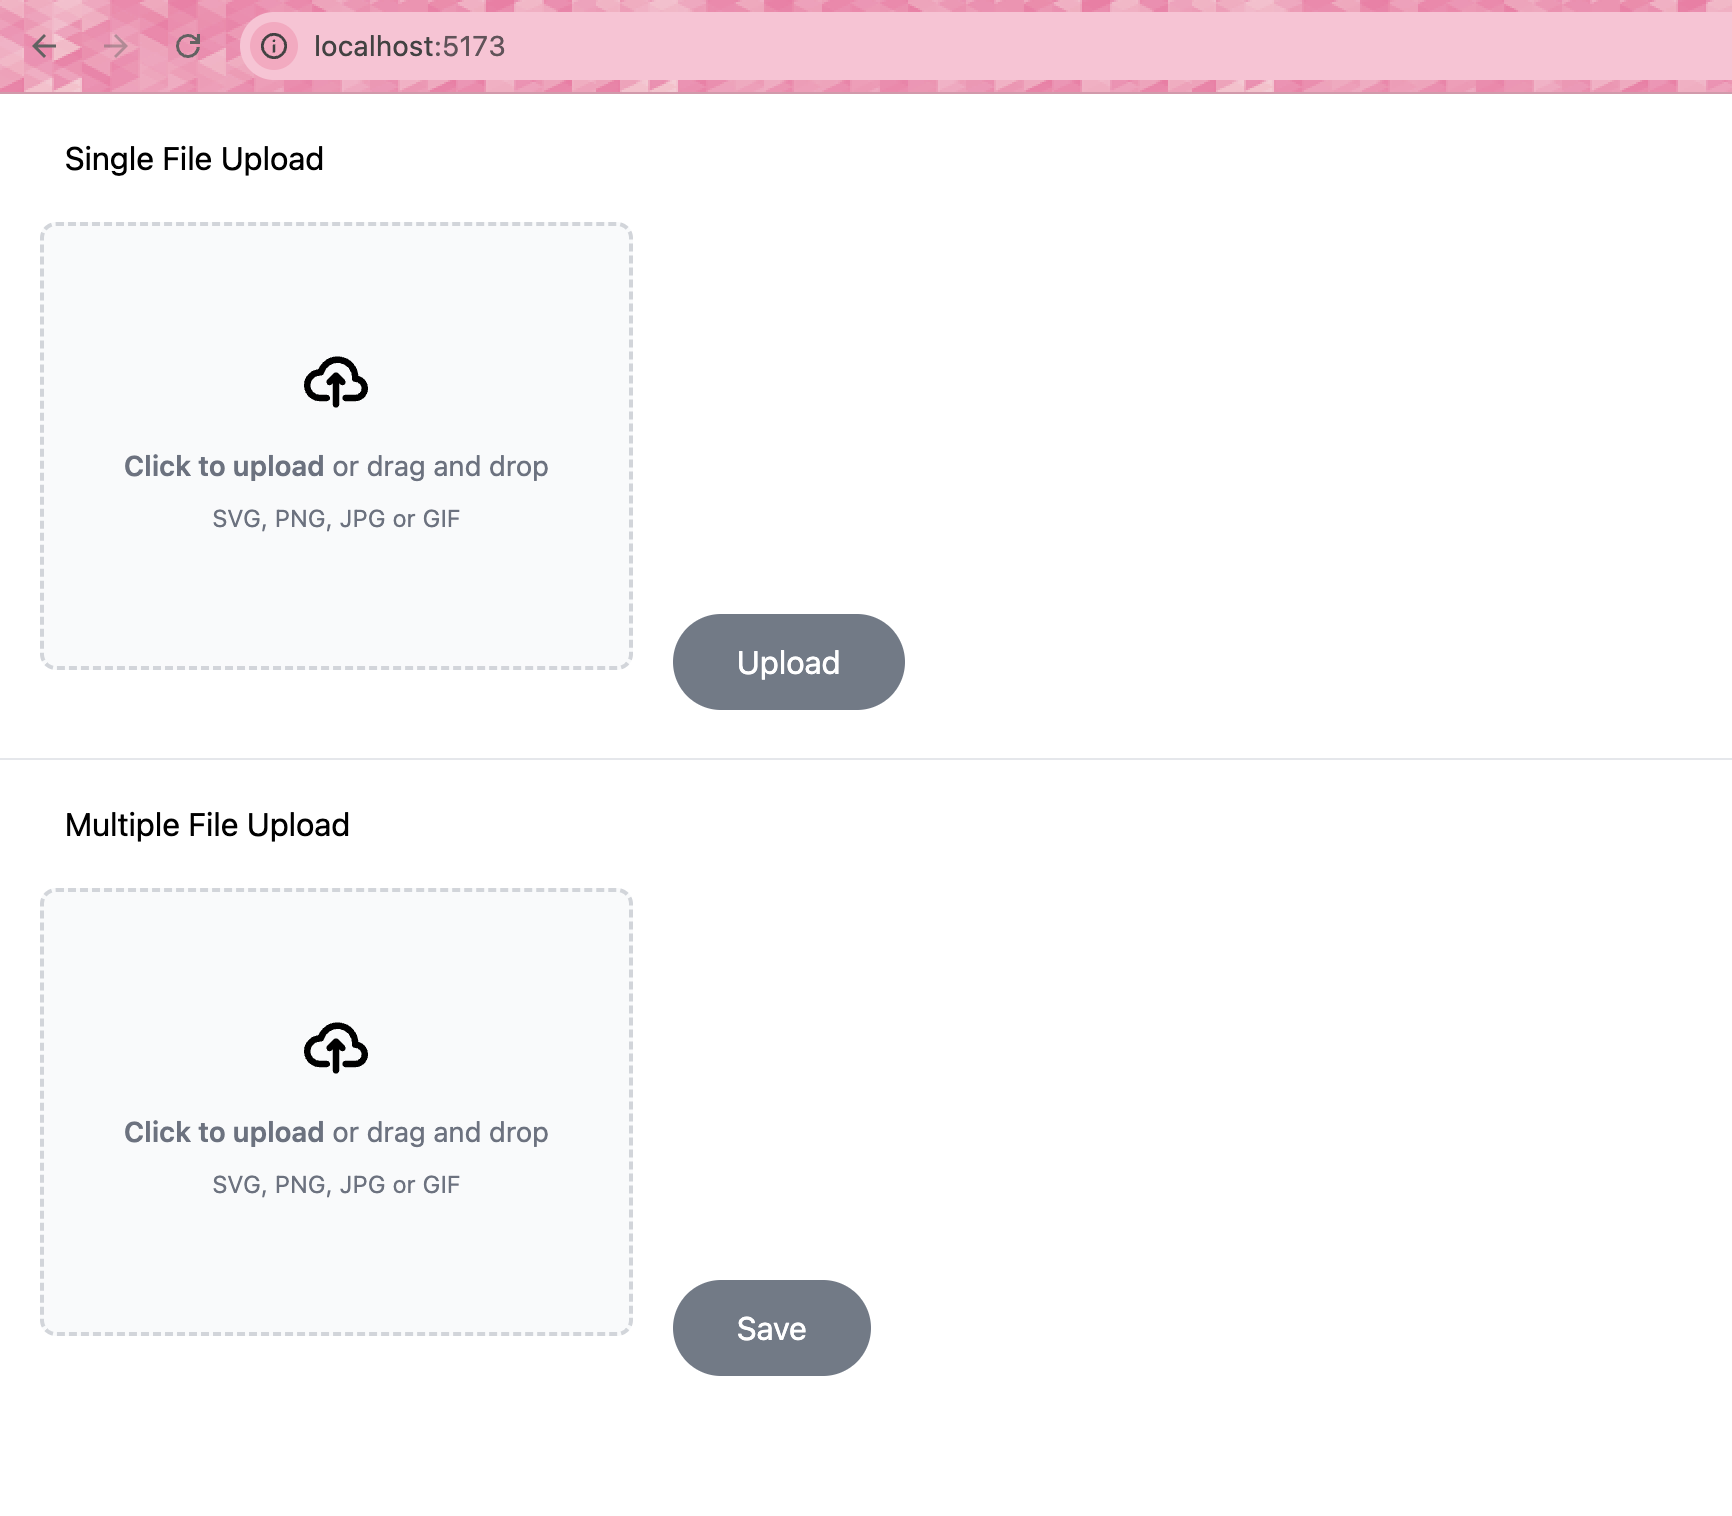 localhost:5173
Single File Upload
Click to upload or drag and drop
SVG, PNG, JPG or GIF
Upload
Multiple File Upload
Click to upload or drag and drop
SVG, PNG, JPG or GIF
Save